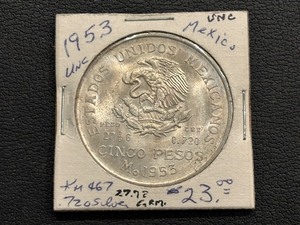 1953
UNC
UNC
Mexico
ESTADOS UNIDOS MEXICANOS
CINCO PESOS
Mo 1953
KM 467
.720 Silver
27.78
GRM.
$23.00